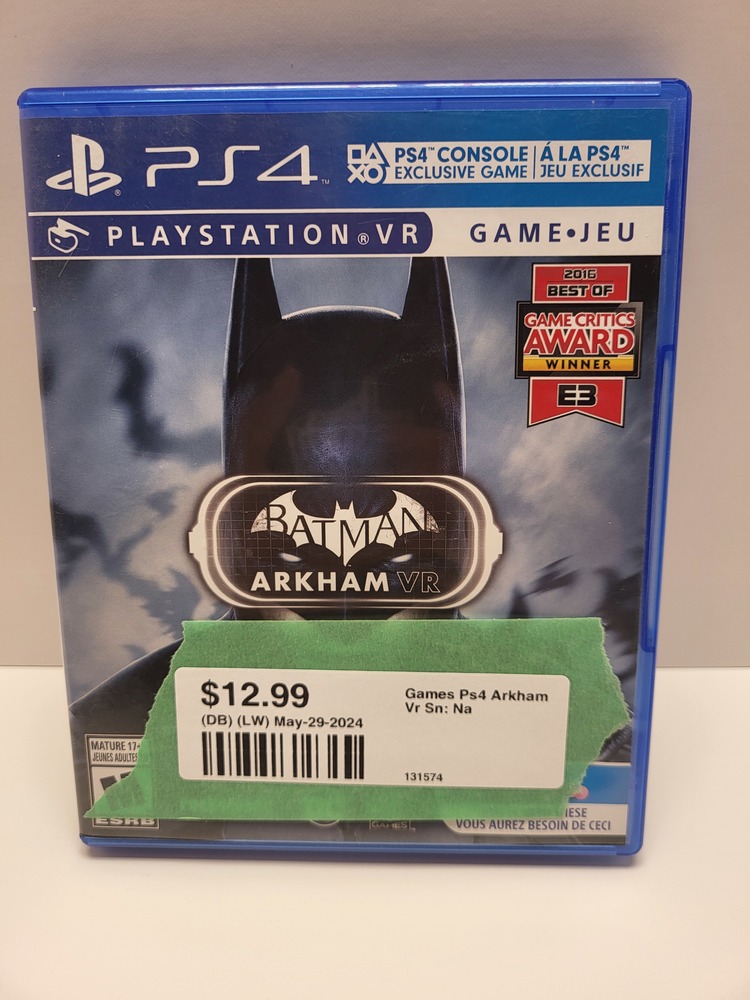 PS4™
PS4™ CONSOLE
EXCLUSIVE GAME
À LA PS4™
JEU EXCLUSIF
PLAYSTATION®VR
GAME•JEU
2016
BEST OF
GAME CRITICS
AWARD
WINNER
E3
BATMAN
ARKHAM VR
$12.99
(DB) (LW) May-29-2024
Games Ps4 Arkham
Vr Sn: Na
131574
MATURE 17+
JEUNES ADULTES
ESRB
GAMES
VOUS AUREZ BESOIN DE CECI